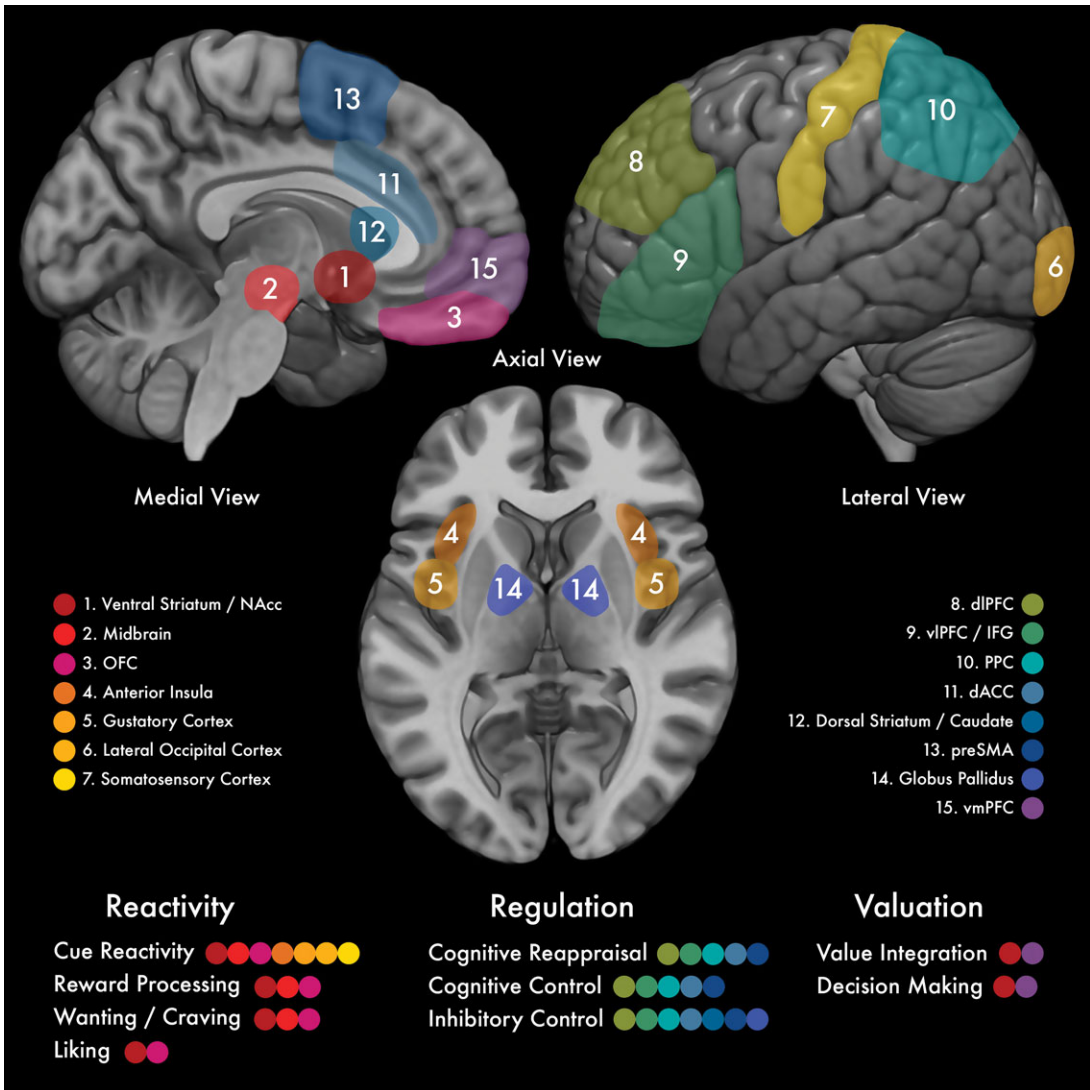 13
11
12
1
2
15
3
7
10
8
9
6
Axial View
Medial View
Lateral View
4 4
5 5
14 14
1. Ventral Striatum / NAcc
2. Midbrain
3. OFC
4. Anterior Insula
5. Gustatory Cortex
6. Lateral Occipital Cortex
7. Somatosensory Cortex
8. dlPFC
9. vlPFC / IFG
10. PPC
11. dACC
12. Dorsal Striatum / Caudate
13. preSMA
14. Globus Pallidus
15. vmPFC
Reactivity
Cue Reactivity
Reward Processing
Wanting / Craving
Liking
Regulation
Cognitive Reappraisal
Cognitive Control
Inhibitory Control
Valuation
Value Integration
Decision Making